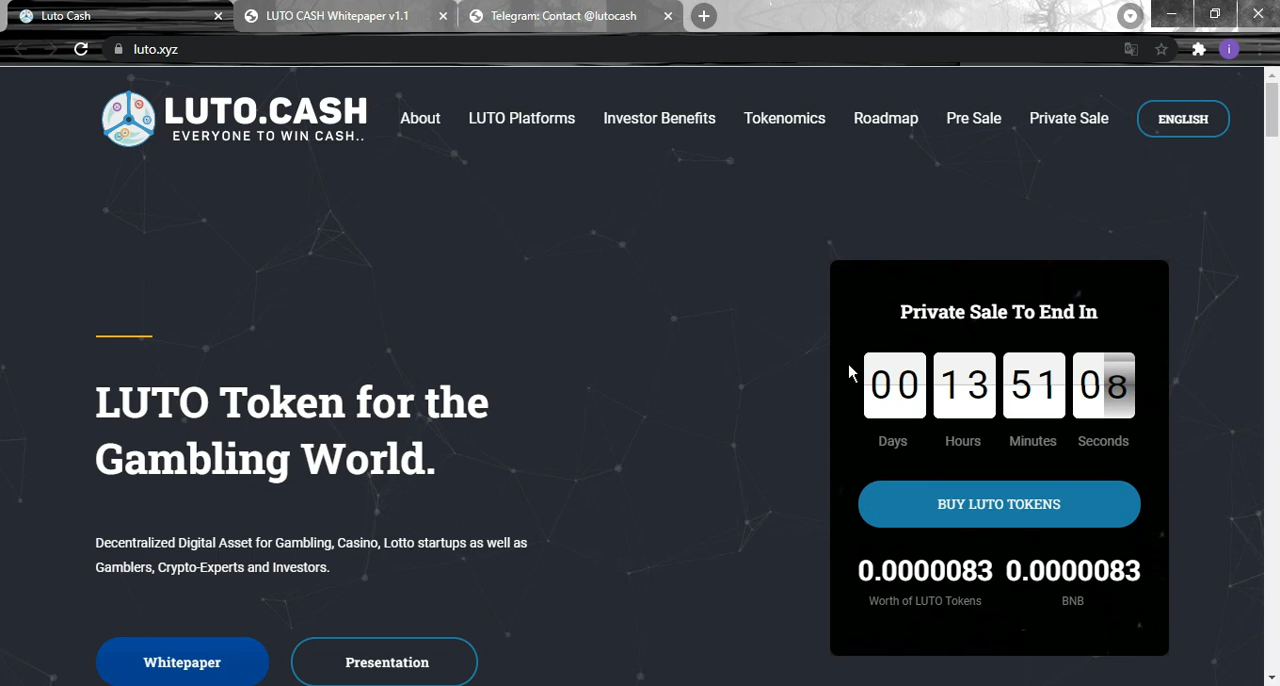 Luto Cash
LUTO CASH Whitepaper v1.1
Telegram: Contact @lutocash
luto.xyz
i
LUTO.CASH
EVERYONE TO WIN CASH..
About
LUTO Platforms
Investor Benefits
Tokenomics
Roadmap
Pre Sale
Private Sale
ENGLISH
LUTO Token for the
Gambling World.
Decentralized Digital Asset for Gambling, Casino, Lotto startups as well as
Gamblers, Crypto-Experts and Investors.
Whitepaper
Presentation
Private Sale To End In
00 13 51 08
Days Hours Minutes Seconds
BUY LUTO TOKENS
0.0000083 0.0000083
Worth of LUTO Tokens BNB